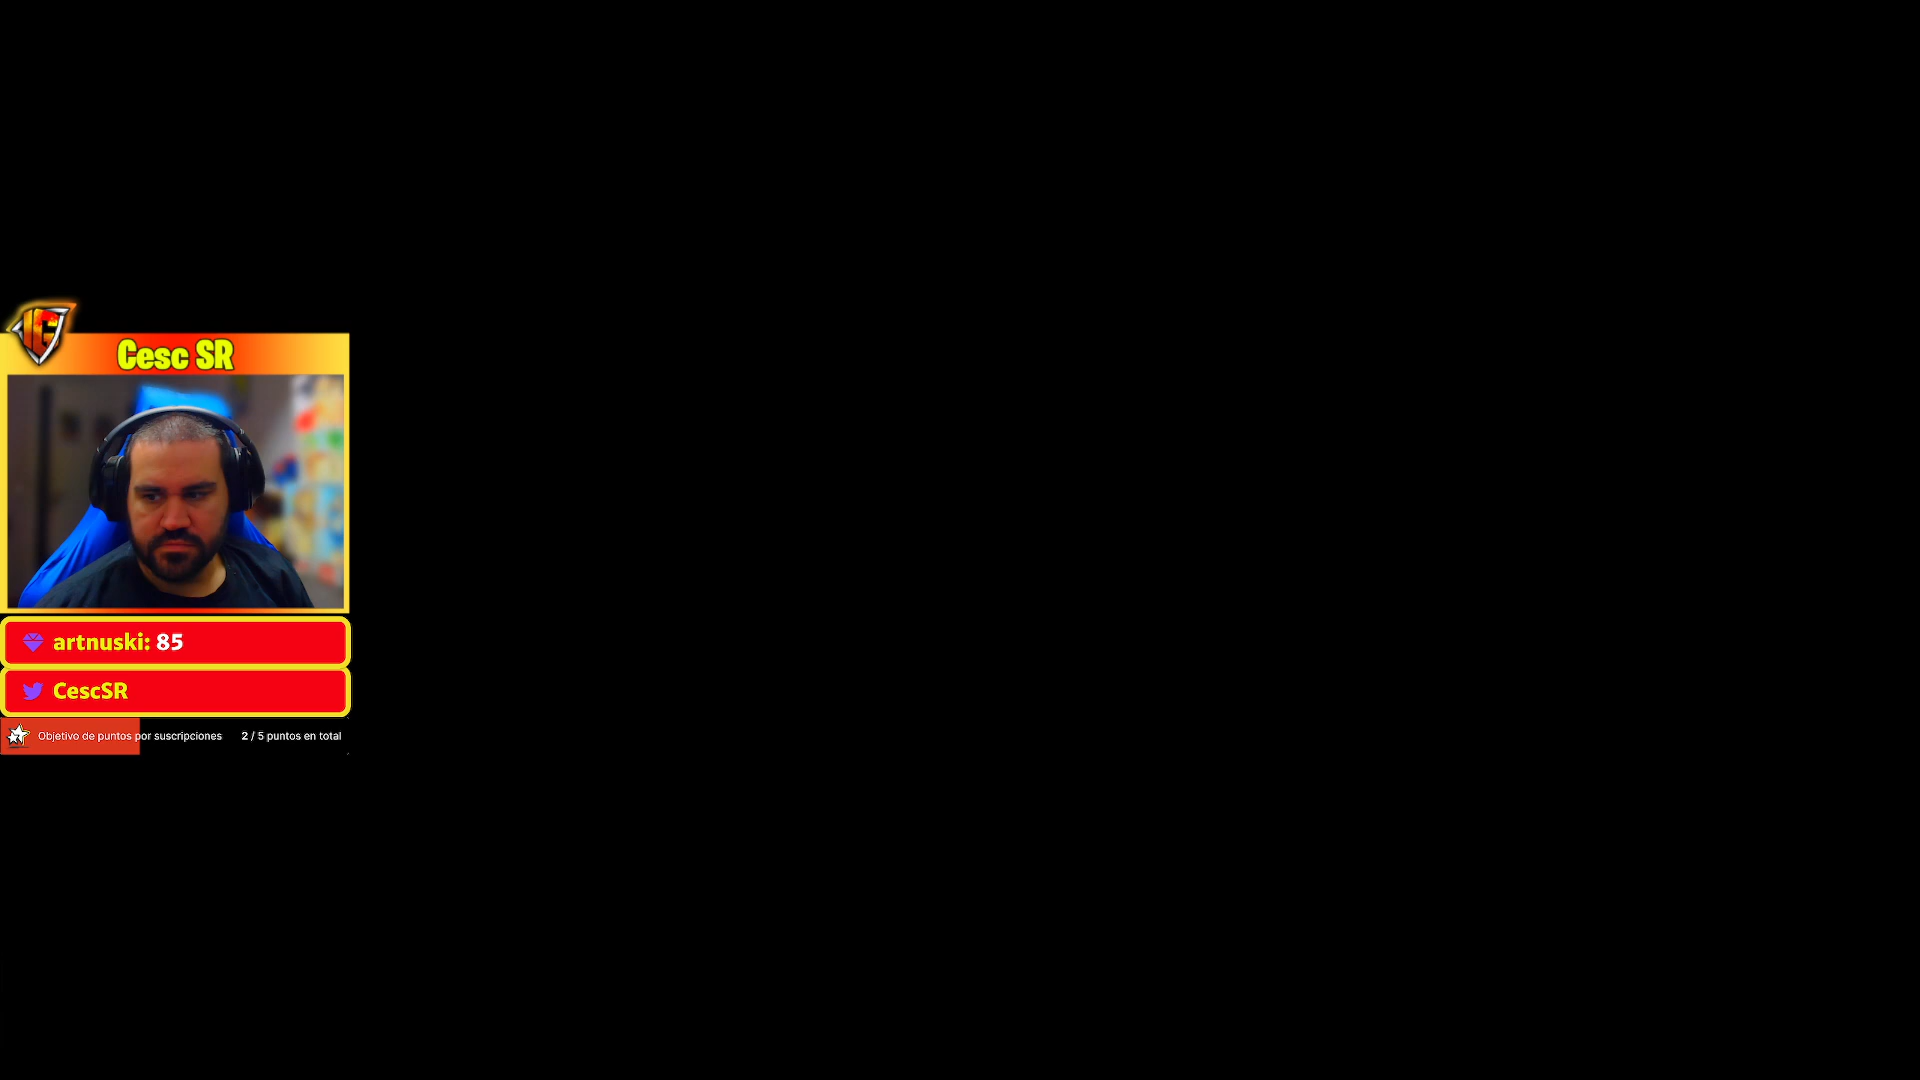 Cesc SR
artnuski: 85
CescSR
Objetivo de puntos por suscripciones 2 / 5 puntos en total